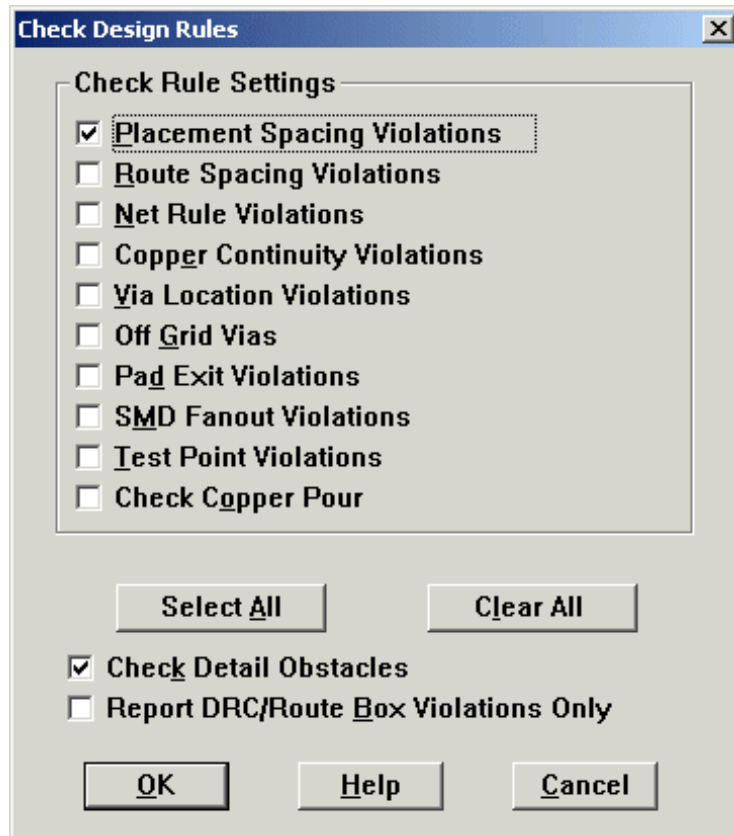 Check Design Rules
Check Rule Settings
Placement Spacing Violations
Route Spacing Violations
Net Rule Violations
Copper Continuity Violations
Via Location Violations
Off Grid Vias
Pad Exit Violations
SMD Fanout Violations
Test Point Violations
Check Copper Pour
Select All Clear All
Check Detail Obstacles
Report DRC/Route Box Violations Only
OK Help Cancel